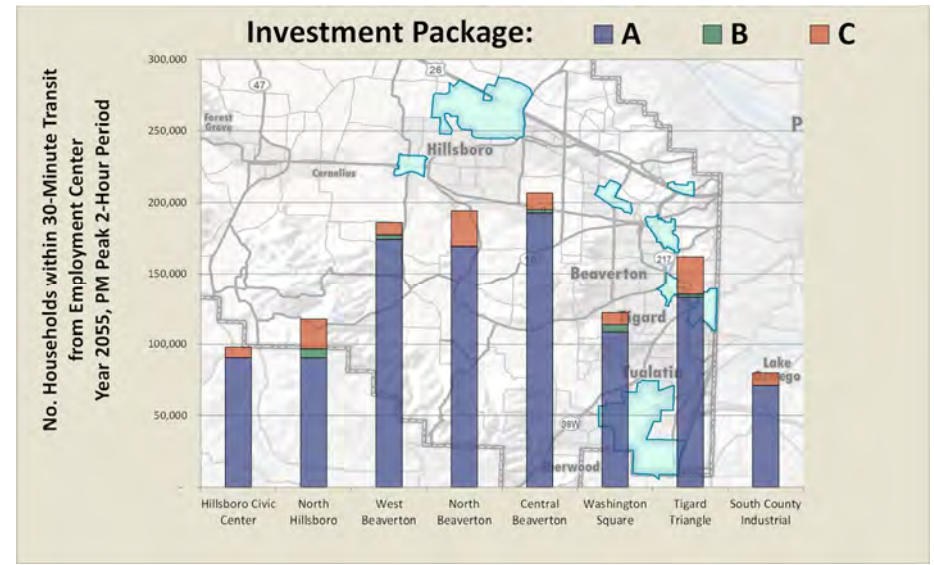 Investment Package: A B C
No. Households within 30-Minute Transit
from Employment Center
Year 2055, PM Peak 2-Hour Period
300,000
250,000
200,000
150,000
100,000
50,000
-
26
47
Forest
Grove
P
Hillsboro
Cornelius
217
Beaverton
Tigard
Tualatin
Lake
99W
Hillsboro Civic
Center
North
Hillsboro
West
Beaverton
North
Beaverton
Central
Beaverton
Washington
Square
Tigard
Triangle
South County
Industrial